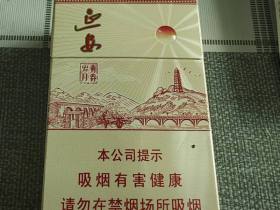 延安
本公司提示
吸烟有害健康
请勿在禁烟场所吸烟